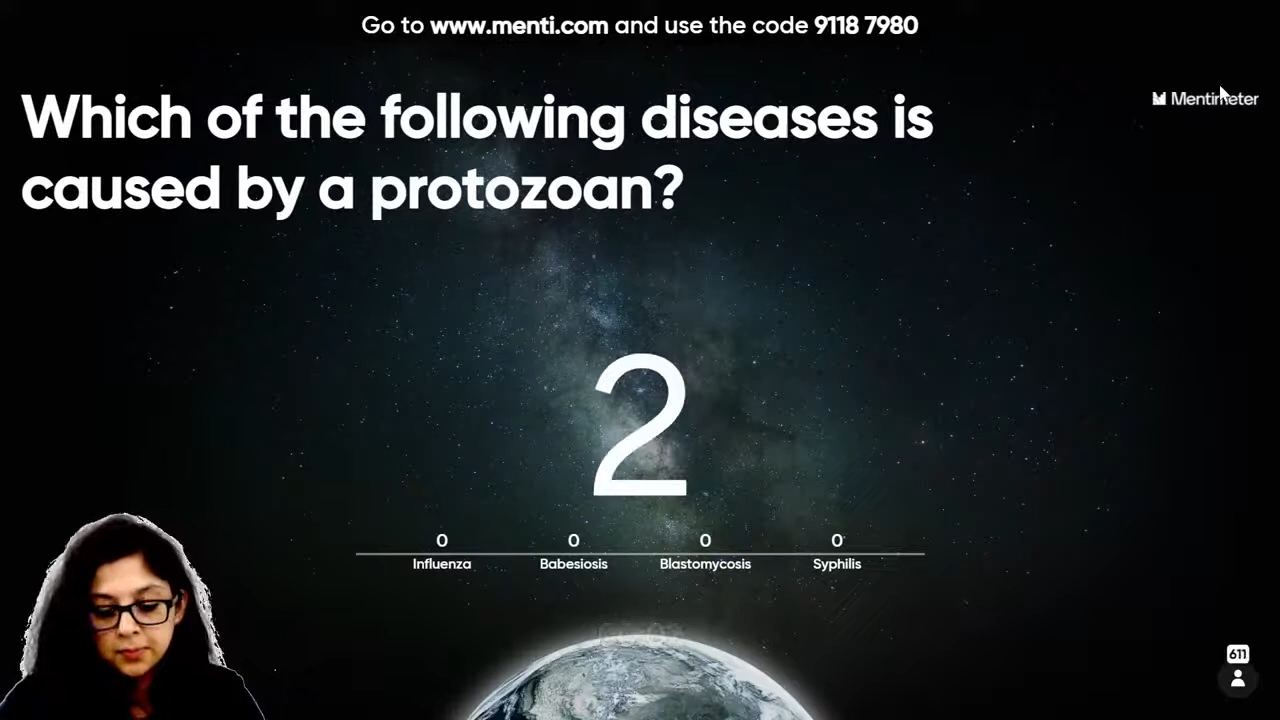 Go to www.menti.com and use the code 9118 7980
Mentimeter
Which of the following diseases is
caused by a protozoan?
2
0 0 0 0
Influenza Babesiosis Blastomycosis Syphilis
611